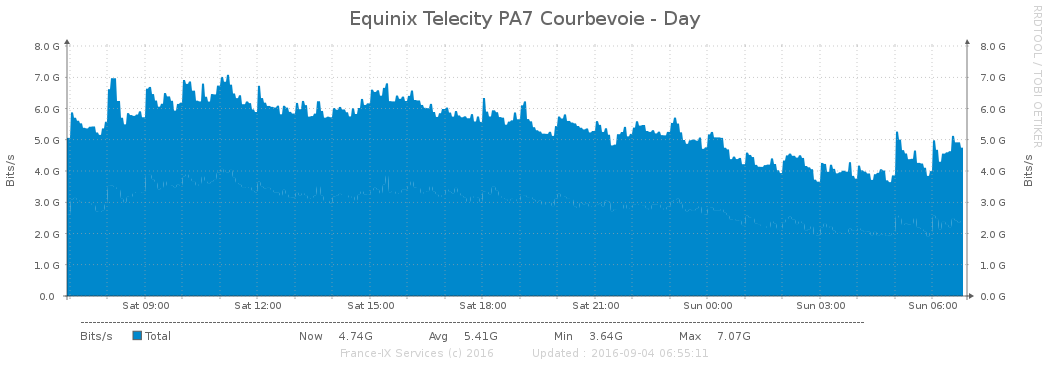 Equinix Telecity PA7 Courbevoie - Day
RRDTOOL / TOBI OETIKER
8.0 G 8.0 G
7.0 G 7.0 G
6.0 G 6.0 G
5.0 G 5.0 G
4.0 G 4.0 G
3.0 G 3.0 G
2.0 G 2.0 G
1.0 G 1.0 G
0.0 0.0 G
Bits/s
Bits/s
Sat 09:00 Sat 12:00 Sat 15:00 Sat 18:00 Sat 21:00 Sun 00:00 Sun 03:00 Sun 06:00
Bits/s Total Now 4.74G Avg 5.41G Min 3.64G Max 7.07G
France-IX Services (c) 2016 Updated : 2016-09-04 06:55:11